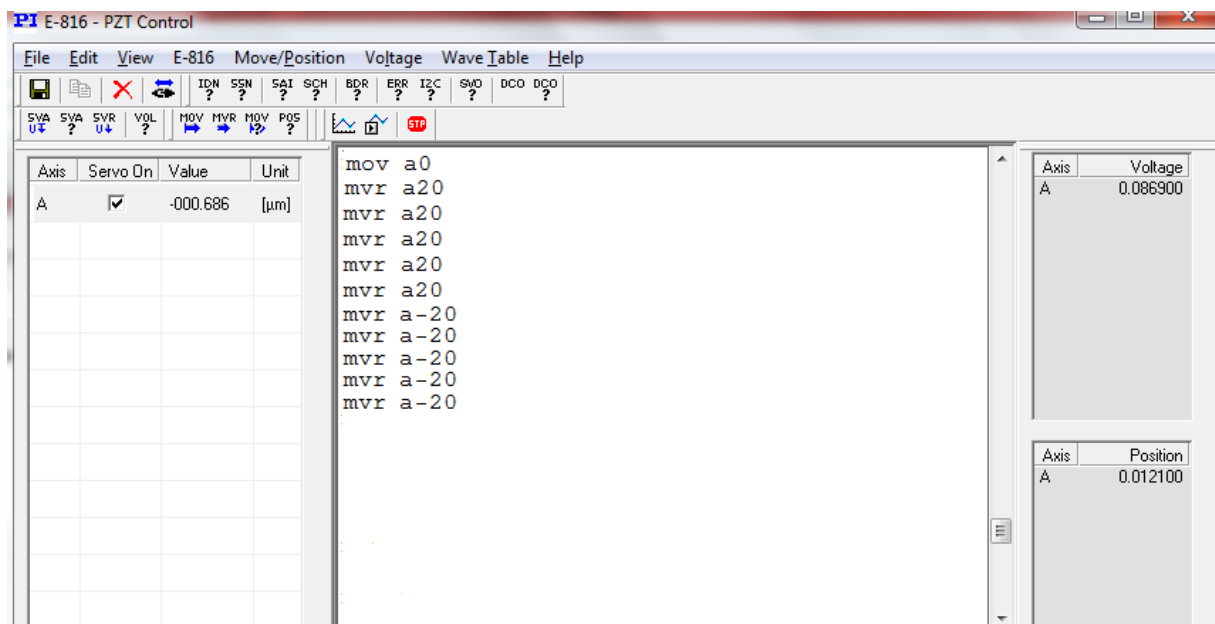 PI E-816 - PZT Control
File Edit View E-816 Move/Position Voltage Wave Table Help
IDN ? SSN ? SAI ? SCH ? BDR ? ERR ? I2C ? SVO ? DCO DCO ?
SVA SVA ? SVR VOL ? MOV MVR MOV ? POS ? STP
Axis Servo On Value Unit
A -000.686 [µm]
mov a0
mvr a20
mvr a20
mvr a20
mvr a20
mvr a20
mvr a-20
mvr a-20
mvr a-20
mvr a-20
mvr a-20
Axis Voltage
A 0.086900
Axis Position
A 0.012100